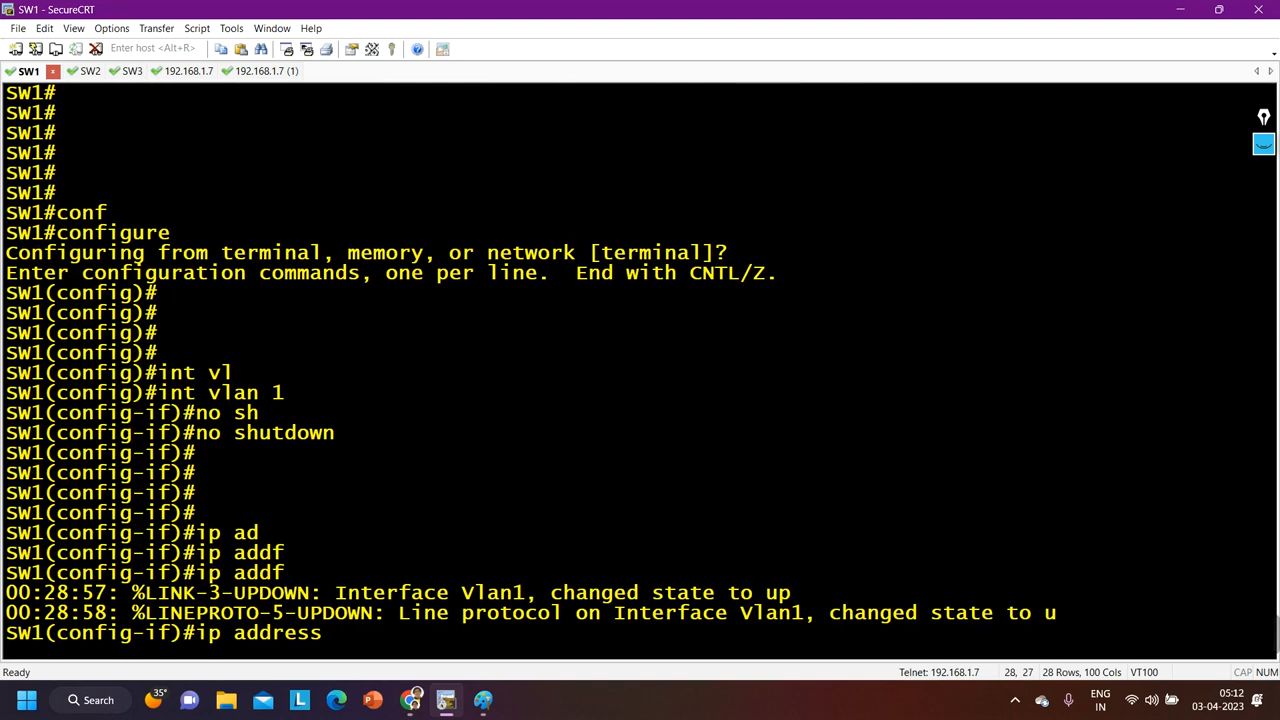 SW1 - SecureCRT
File Edit View Options Transfer Script Tools Window Help
Enter host <Alt+R>
SW1 x SW2 SW3 192.168.1.7 192.168.1.7 (1)
SW1#
SW1#
SW1#
SW1#
SW1#
SW1#
SW1#conf
SW1#configure
Configuring from terminal, memory, or network [terminal]?
Enter configuration commands, one per line.  End with CNTL/Z.
SW1(config)#
SW1(config)#
SW1(config)#
SW1(config)#
SW1(config)#int vl
SW1(config)#int vlan 1
SW1(config-if)#no sh
SW1(config-if)#no shutdown
SW1(config-if)#
SW1(config-if)#
SW1(config-if)#
SW1(config-if)#
SW1(config-if)#ip ad
SW1(config-if)#ip addf
SW1(config-if)#ip addf
00:28:57: %LINK-3-UPDOWN: Interface Vlan1, changed state to up
00:28:58: %LINEPROTO-5-UPDOWN: Line protocol on Interface Vlan1, changed state to u
SW1(config-if)#ip address
Ready Telnet: 192.168.1.7 28, 27 28 Rows, 100 Cols VT100 CAP NUM
Search 35° L ENG IN 05:12 03-04-2023